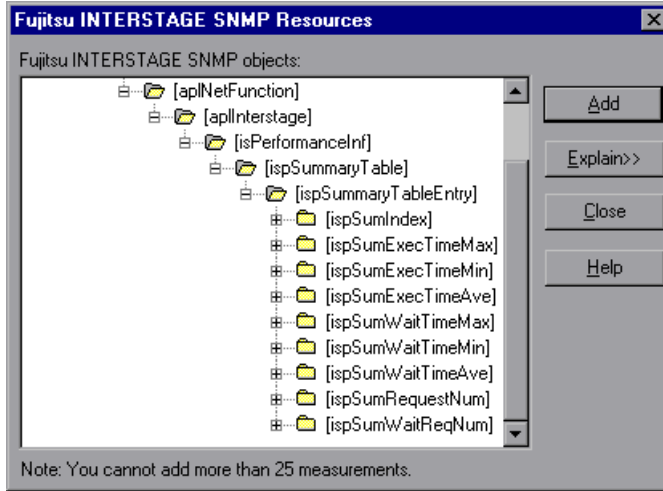 Fujitsu INTERSTAGE SNMP Resources
Fujitsu INTERSTAGE SNMP objects:
[aplNetFunction]
[aplInterstage]
[isPerformanceInf]
[ispSummaryTable]
[ispSummaryTableEntry]
[ispSumIndex]
[ispSumExecTimeMax]
[ispSumExecTimeMin]
[ispSumExecTimeAve]
[ispSumWaitTimeMax]
[ispSumWaitTimeMin]
[ispSumWaitTimeAve]
[ispSumRequestNum]
[ispSumWaitReqNum]
Add
Explain>>
Close
Help
Note: You cannot add more than 25 measurements.